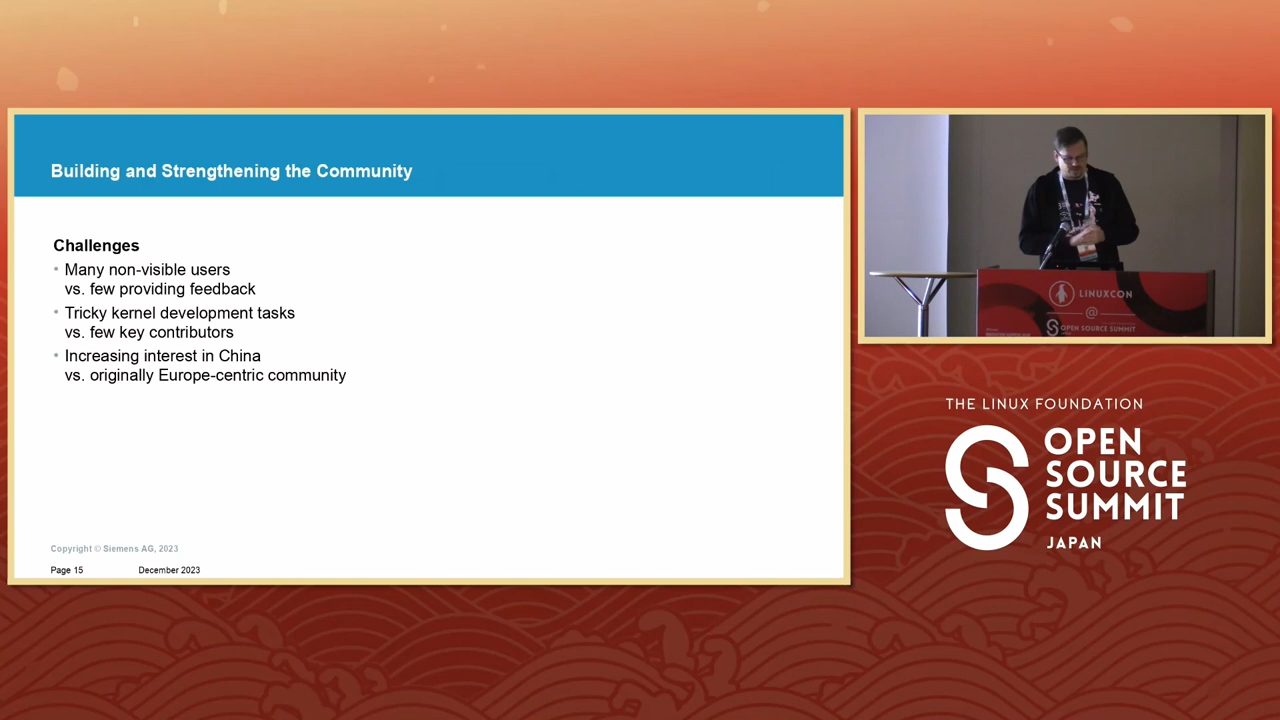 Building and Strengthening the Community
Challenges
• Many non-visible users
vs. few providing feedback
• Tricky kernel development tasks
vs. few key contributors
• Increasing interest in China
vs. originally Europe-centric community
Copyright © Siemens AG, 2023
Page 15 December 2023
LINUXCON
@
OPEN SOURCE SUMMIT
THE LINUX FOUNDATION
OPEN
SOURCE
SUMMIT
JAPAN